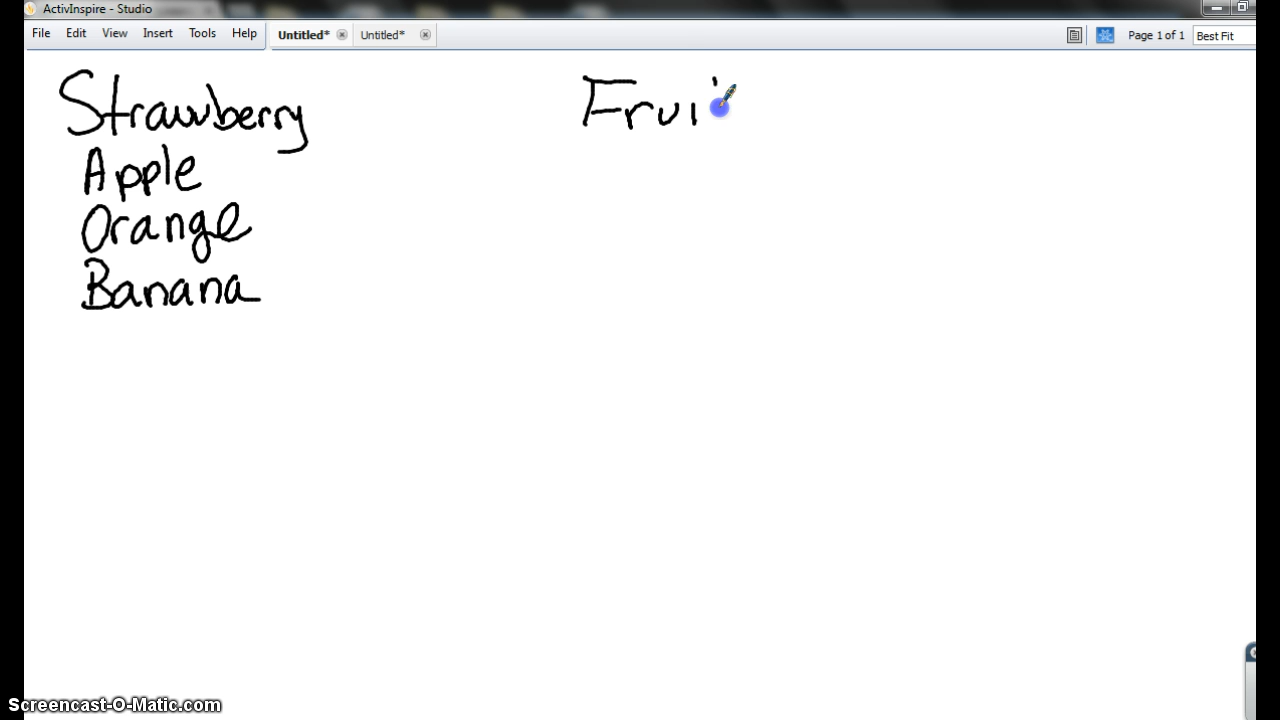 ActivInspire - Studio
File Edit View Insert Tools Help Untitled* Untitled* Page 1 of 1 Best Fit
Strawberry Frui
Apple
Orange
Banana
Screencast-O-Matic.com